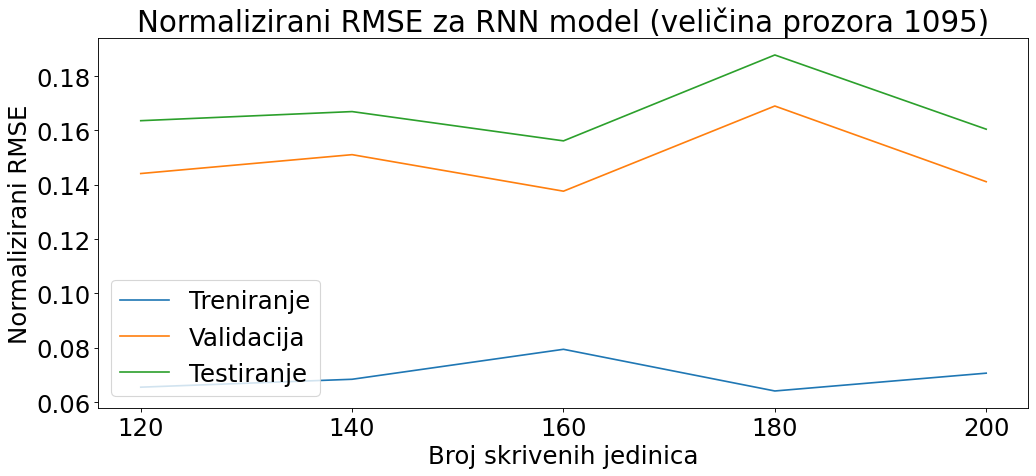 Normalizirani RMSE za RNN model (veličina prozora 1095)
Normalizirani RMSE
0.18
0.16
0.14
0.12
0.10
0.08
0.06
Treniranje
Validacija
Testiranje
120 140 160 180 200
Broj skrivenih jedinica